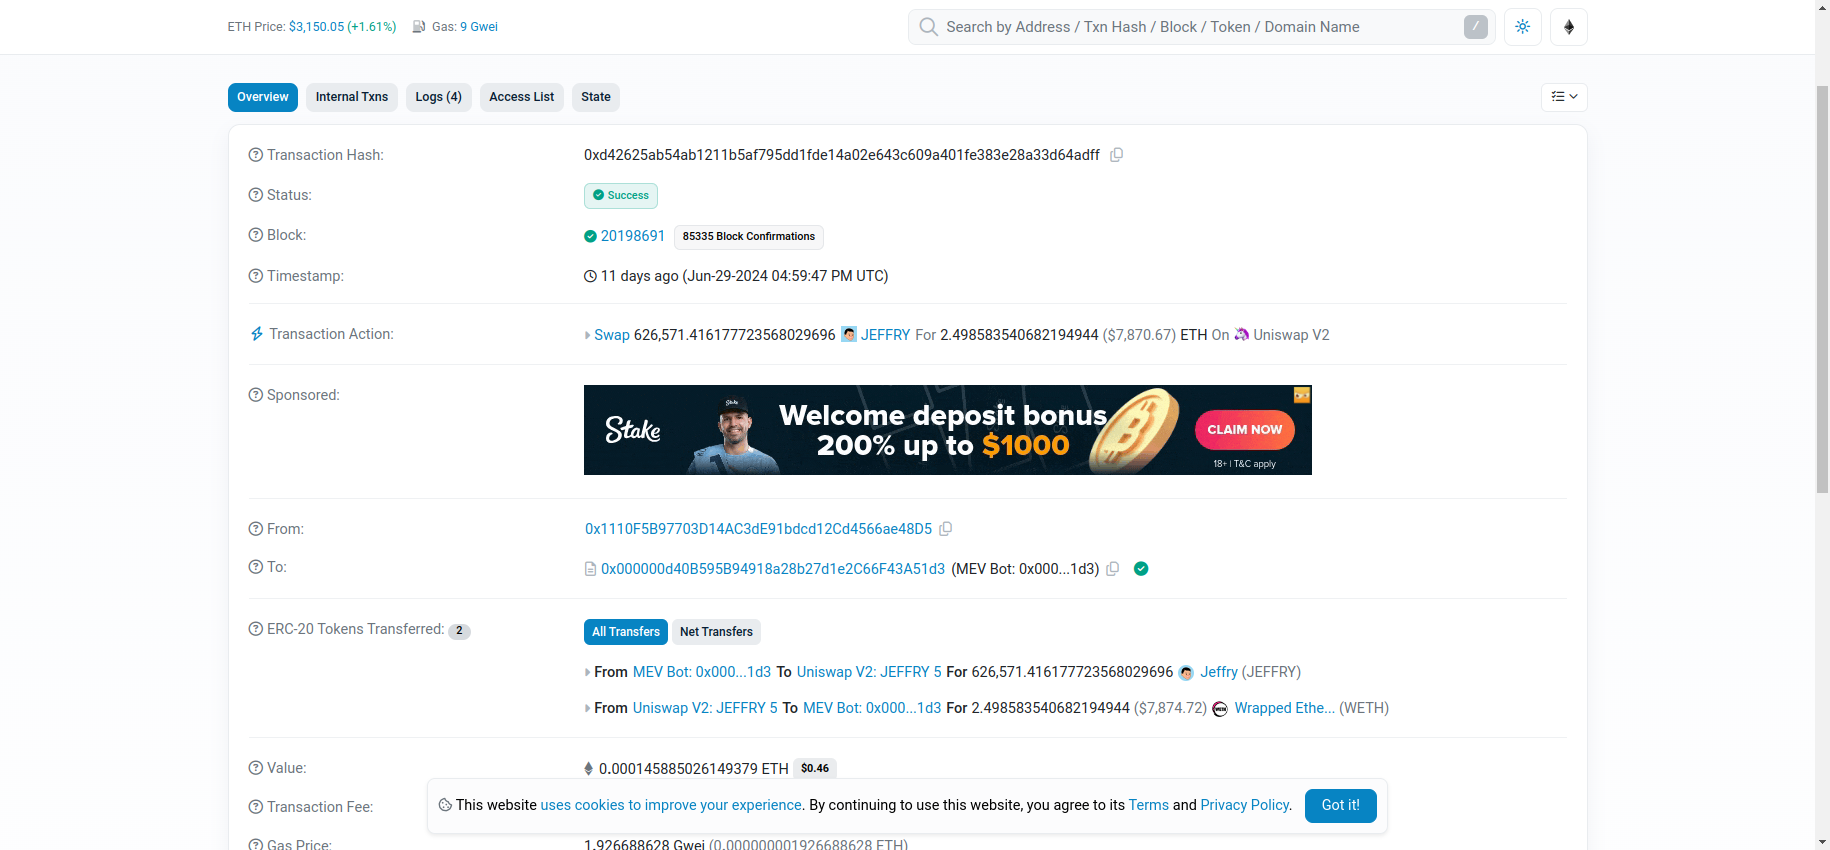 ETH Price: $3,150.05 (+1.61%) Gas: 9 Gwei
Search by Address / Txn Hash / Block / Token / Domain Name /
Overview Internal Txns Logs (4) Access List State
Transaction Hash: 0xd42625ab54ab1211b5af795dd1fde14a02e643c609a401fe383e28a33d64adff
Status: Success
Block: 20198691 85335 Block Confirmations
Timestamp: 11 days ago (Jun-29-2024 04:59:47 PM UTC)
Transaction Action: Swap 626,571.416177723568029696 JEFFRY For 2.498583540682194944 ($7,870.67) ETH On Uniswap V2
Sponsored:
Stake
Welcome deposit bonus
200% up to $1000
CLAIM NOW
18+ | T&C apply
From: 0x1110F5B97703D14AC3dE91bdcd12Cd4566ae48D5
To: 0x000000d40B595B94918a28b27d1e2C66F43A51d3 (MEV Bot: 0x000...1d3)
ERC-20 Tokens Transferred: 2 All Transfers Net Transfers
From MEV Bot: 0x000...1d3 To Uniswap V2: JEFFRY 5 For 626,571.416177723568029696 Jeffry (JEFFRY)
From Uniswap V2: JEFFRY 5 To MEV Bot: 0x000...1d3 For 2.498583540682194944 ($7,874.72) Wrapped Ethe... (WETH)
Value: 0.000145885026149379 ETH $0.46
Transaction Fee:
This website uses cookies to improve your experience. By continuing to use this website, you agree to its Terms and Privacy Policy. Got it!
Gas Price: 1.926688628 Gwei (0.000000001926688628 ETH)